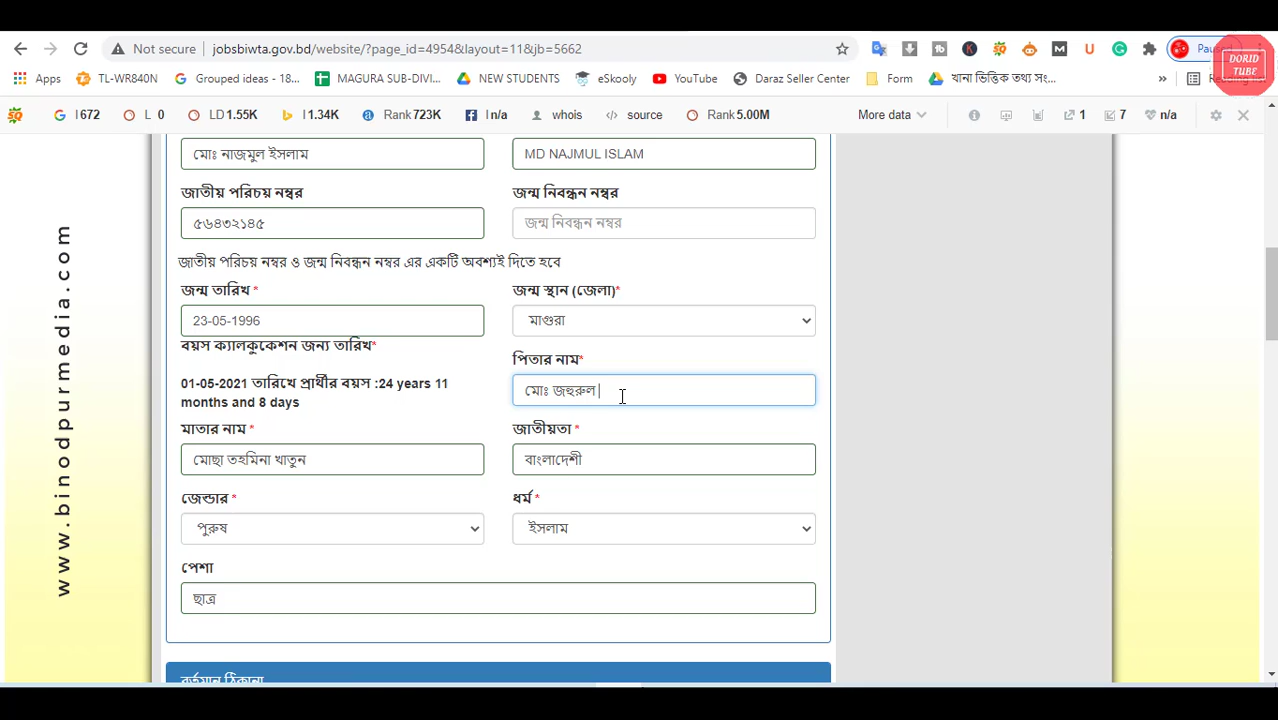 Not secure | jobsbiwta.gov.bd/website/?page_id=4954&layout=11&jb=5662
DORID TUBE
Apps TL-WR840N Grouped ideas - 18... MAGURA SUB-DIVI... NEW STUDENTS eSkooly YouTube Daraz Seller Center Form খানা ভিত্তিক তথ্য সং... »
I 672 L 0 LD 1.55K I 1.34K Rank 723K I n/a whois source Rank 5.00M More data 1 7 n/a
মোঃ নাজমুল ইসলাম MD NAJMUL ISLAM
জাতীয় পরিচয় নম্বর জন্ম নিবন্ধন নম্বর
৫৬৪৩২১৪৫ জন্ম নিবন্ধন নম্বর
জাতীয় পরিচয় নম্বর ও জন্ম নিবন্ধন নম্বর এর একটি অবশ্যই দিতে হবে
জন্ম তারিখ * জন্ম স্থান (জেলা)*
23-05-1996 মাগুরা
বয়স ক্যালকুকেশন জন্য তারিখ*
পিতার নাম*
01-05-2021 তারিখে প্রার্থীর বয়স :24 years 11
months and 8 days
মোঃ জহুরুল
মাতার নাম * জাতীয়তা *
মোছা তহমিনা খাতুন বাংলাদেশী
জেন্ডার * ধর্ম *
পুরুষ ইসলাম
পেশা
ছাত্র
বর্তমান ঠিকানা
www.binodpurmedia.com